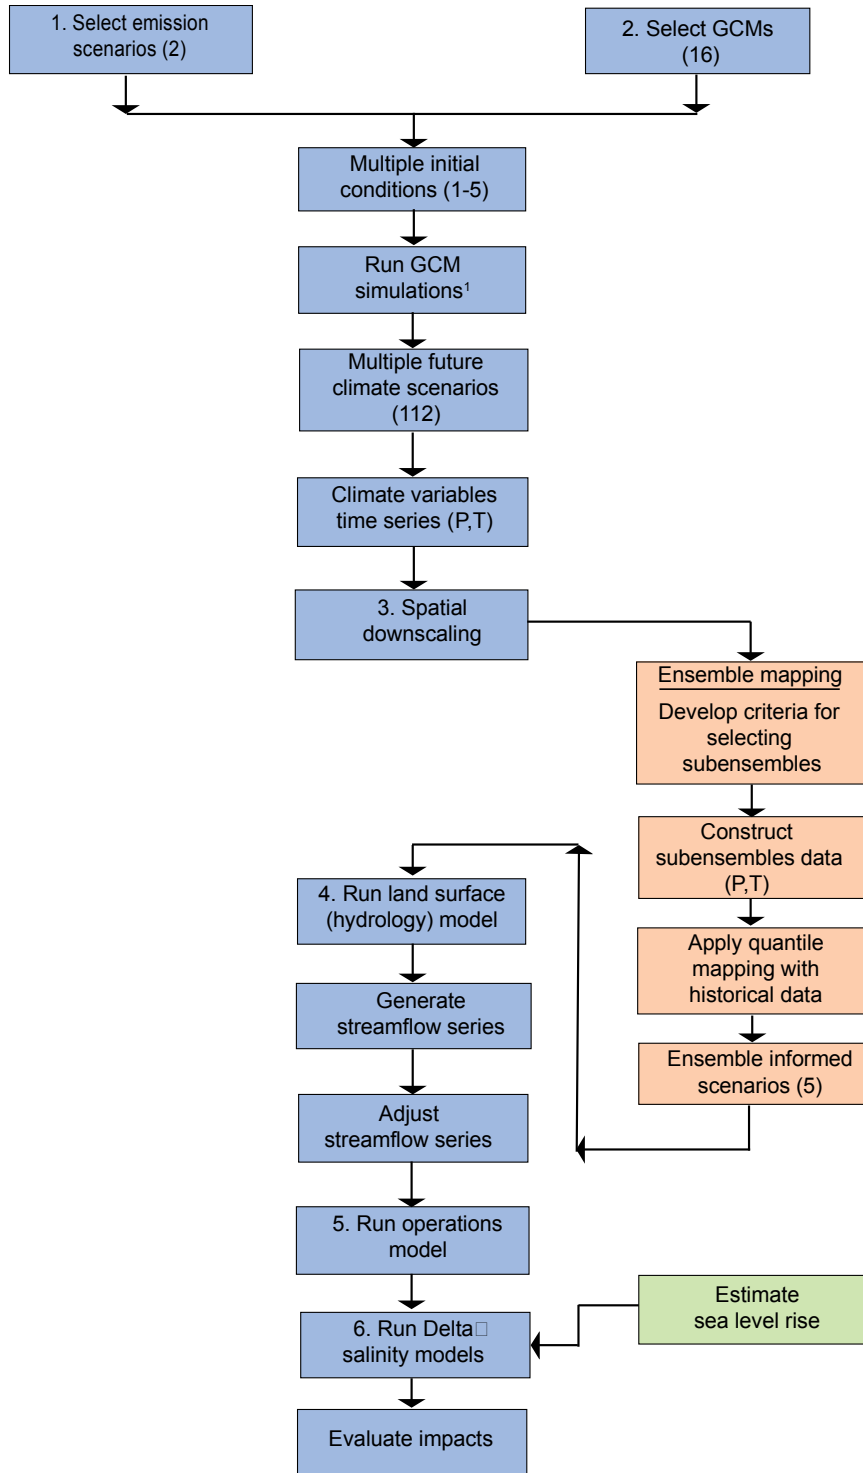 1. Select emission
scenarios (2)
2. Select GCMs
(16)
Multiple initial
conditions (1-5)
Run GCM
simulations¹
Multiple future
climate scenarios
(112)
Climate variables
time series (P,T)
3. Spatial
downscaling
Ensemble mapping
Develop criteria for
selecting
subensembles
Construct
subensembles data
(P,T)
Apply quantile
mapping with
historical data
Ensemble informed
scenarios (5)
4. Run land surface
(hydrology) model
Generate
streamflow series
Adjust
streamflow series
5. Run operations
model
Estimate
sea level rise
6. Run Delta□
salinity models
Evaluate impacts